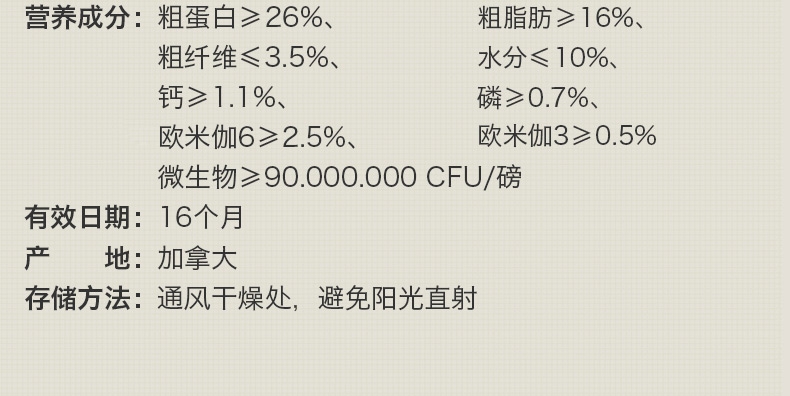 营养成分：粗蛋白≥26%、 粗脂肪≥16%、
粗纤维≤3.5%、 水分≤10%、
钙≥1.1%、 磷≥0.7%、
欧米伽6≥2.5%、 欧米伽3≥0.5%
微生物≥90.000.000 CFU/磅
有效日期：16个月
产 地：加拿大
存储方法：通风干燥处，避免阳光直射